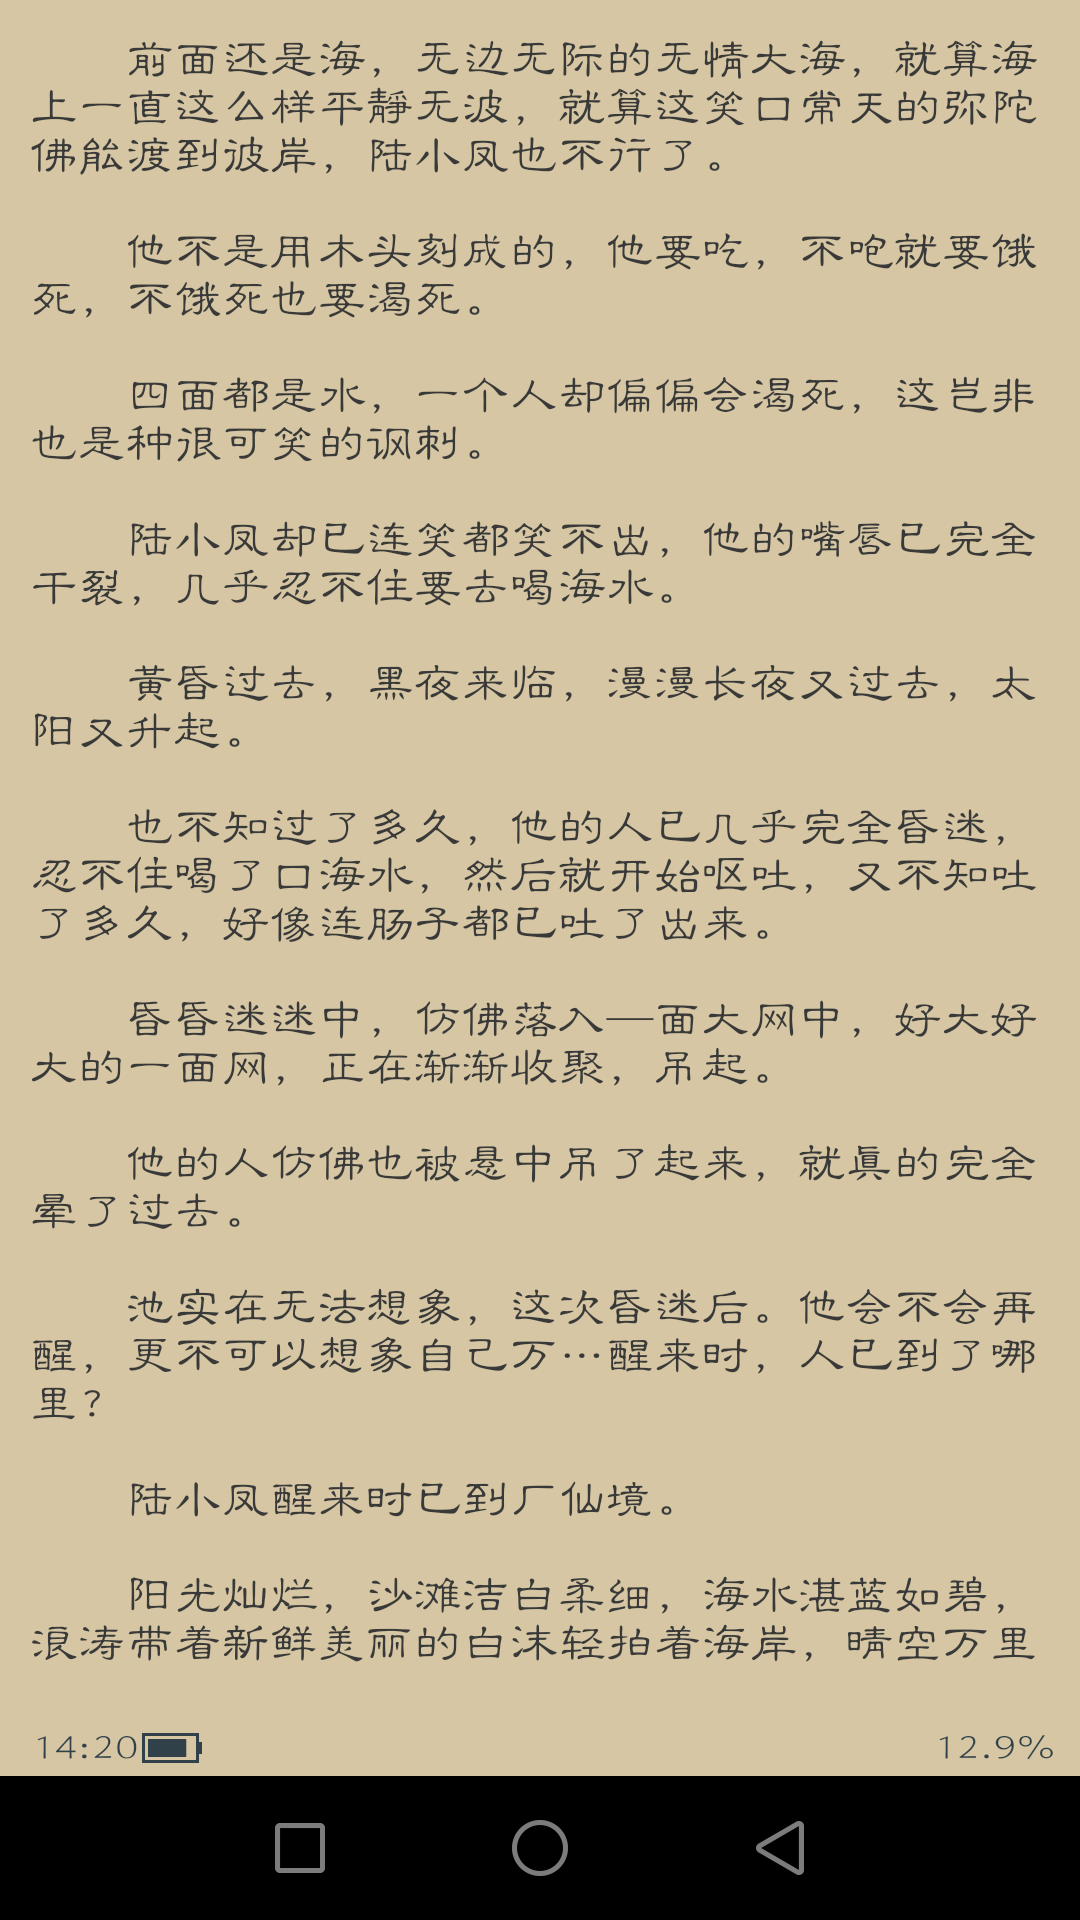 前面还是海，无边无际的无情大海，就算海
上一直这么样平靜无波，就算这笑口常天的弥陀
佛能渡到彼岸，陆小凤也不行了。
他不是用木头刻成的，他要吃，不咆就要饿
死，不饿死也要渴死。
四面都是水，一个人却偏偏会渴死，这岂非
也是种很可笑的讽刺。
陆小凤却已连笑都笑不出，他的嘴唇已完全
干裂，几乎忍不住要去喝海水。
黄昏过去，黑夜来临，漫漫长夜又过去，太
阳又升起。
也不知过了多久，他的人已几乎完全昏迷，
忍不住喝了口海水，然后就开始呕吐，又不知吐
了多久，好像连肠子都已吐了出来。
昏昏迷迷中，仿佛落入—面大网中，好大好
大的一面网，正在渐渐收聚，吊起。
他的人仿佛也被悬中吊了起来，就真的完全
晕了过去。
池实在无法想象，这次昏迷后。他会不会再
醒，更不可以想象自己万…醒来时，人已到了哪
里？
陆小凤醒来时已到厂仙境。
阳光灿烂，沙滩洁白柔细，海水湛蓝如碧，
浪涛带着新鲜美丽的白沫轻拍着海岸，晴空万里
14:20 12.9%